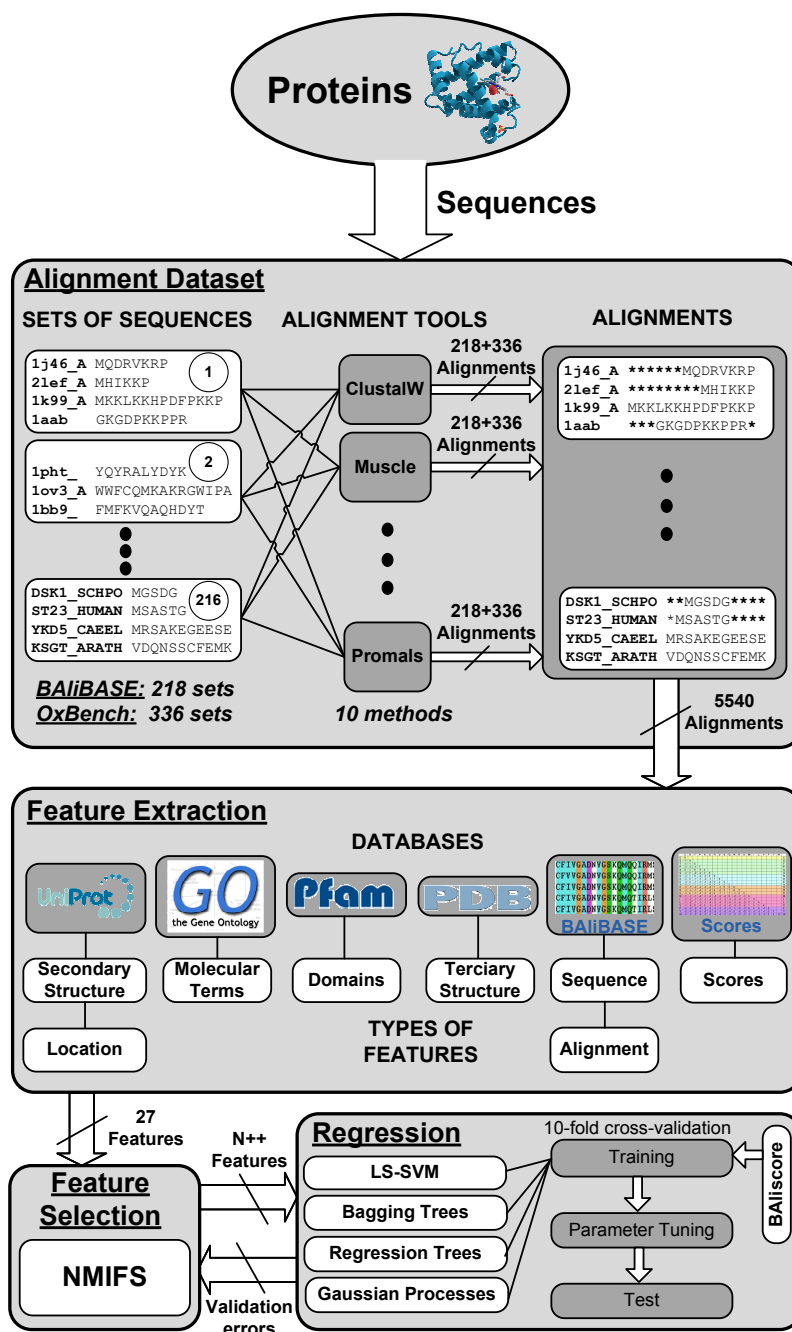 Proteins
Sequences
Alignment Dataset
SETS OF SEQUENCES
ALIGNMENT TOOLS
ALIGNMENTS
1j46_A MQDRVKRP
2lef_A MHIKKP
1k99_A MKKLKKHPDFPKKP
1aab GKGDPKKPPR
1
1pht_ YQYRALYDYK
1ov3_A WWFCQMKAKRGWIPA
1bb9_ FMFKVQAQHDYT
2
DSK1_SCHPO MGSDG
ST23_HUMAN MSASTG
YKD5_CAEEL MRSAKEGEESE
KSGT_ARATH VDQNSSCFEMK
216
BAliBASE: 218 sets
OxBench: 336 sets
ClustalW
Muscle
Promals
10 methods
218+336
Alignments
218+336
Alignments
218+336
Alignments
1j46_A ******MQDRVKRP
2lef_A ********MHIKKP
1k99_A MKKLKKHPDFPKKP
1aab ***GKGDPKKPPR*
DSK1_SCHPO **MGSDG****
ST23_HUMAN *MSASTG****
YKD5_CAEEL MRSAKEGEESE
KSGT_ARATH VDQNSSCFEMK
5540
Alignments
Feature Extraction
DATABASES
UniProt
GO
the Gene Ontology
Pfam
PDB
CFIVGADNVGSKQMQQIRMS
CFVVGADNVGSKQMQQIRMS
CFIVGADNVGSKQMQQIRMS
CFIVGADNVGSKQMQTIRLS
BAliBASE
Scores
Secondary
Structure
Molecular
Terms
Domains
Terciary
Structure
Sequence
Scores
Location
TYPES OF
FEATURES
Alignment
27
Features
N++
Features
Feature
Selection
NMIFS
Validation
errors
Regression
10-fold cross-validation
LS-SVM
Bagging Trees
Regression Trees
Gaussian Processes
Training
Parameter Tuning
Test
BAliscore